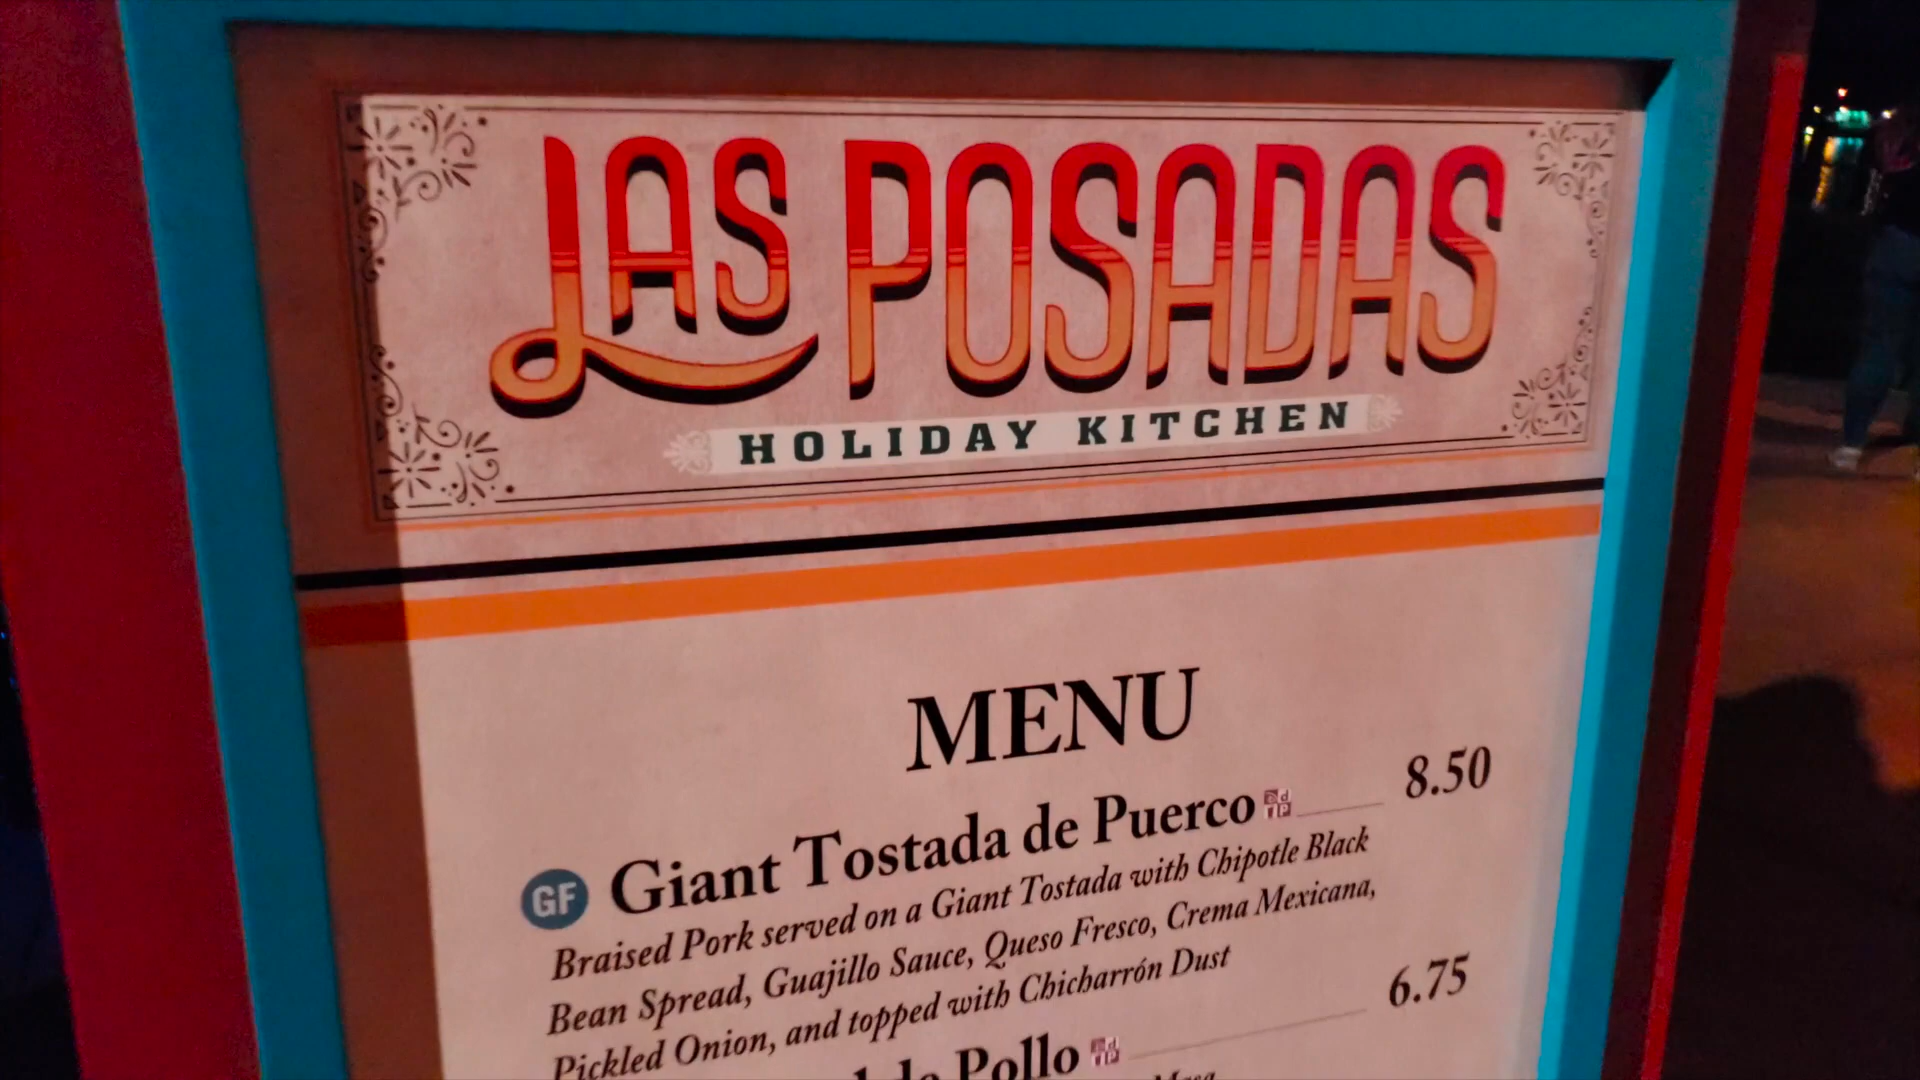 LAS POSADAS
HOLIDAY KITCHEN
MENU
GF Giant Tostada de Puerco 8.50
Braised Pork served on a Giant Tostada with Chipotle Black
Bean Spread, Guajillo Sauce, Queso Fresco, Crema Mexicana,
Pickled Onion, and topped with Chicharrón Dust
de Pollo 6.75